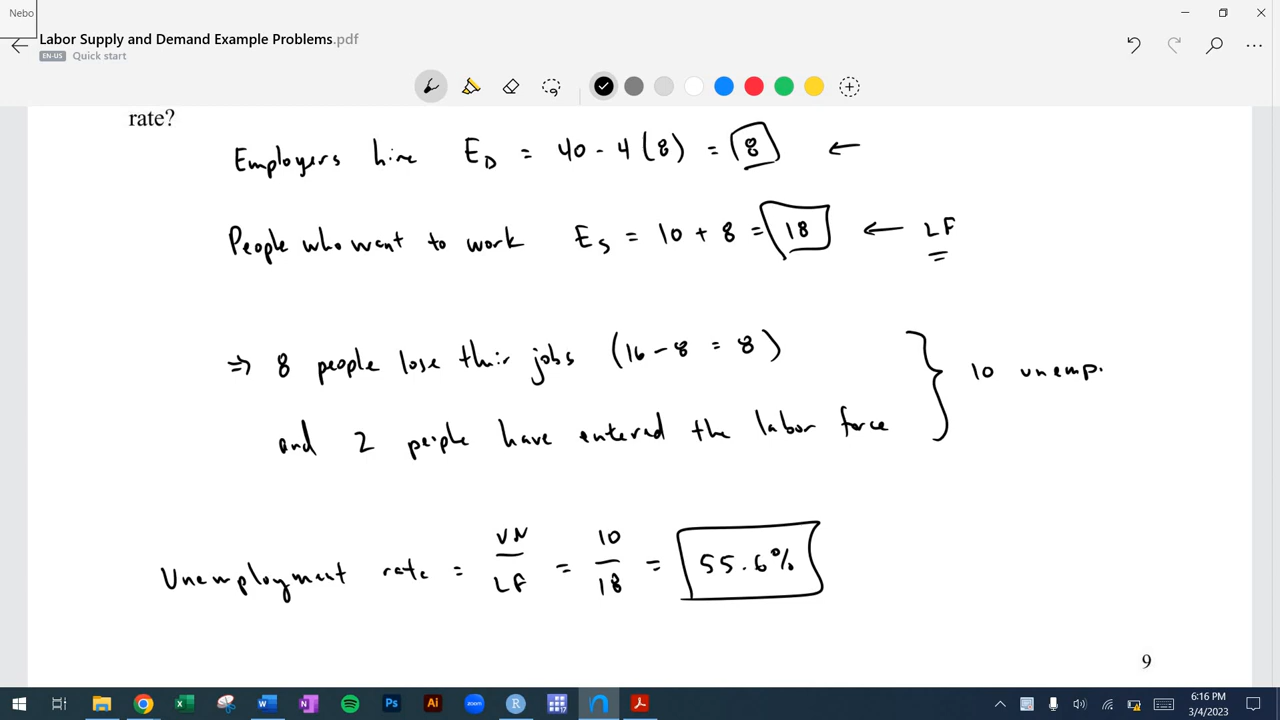 Nebo
Labor Supply and Demand Example Problems.pdf
EN-US Quick start
rate?
Employers hire E_D = 40 - 4(8) = 8 ←
People who want to work E_S = 10 + 8 = 18 ← LF
⇒ 8 people lose their jobs (16 - 8 = 8)
and 2 people have entered the labor force } 10 unemp.
Unemployment rate = UN/LF = 10/18 = 55.6%
9
Ps Ai zoom R
6:16 PM
3/4/2023